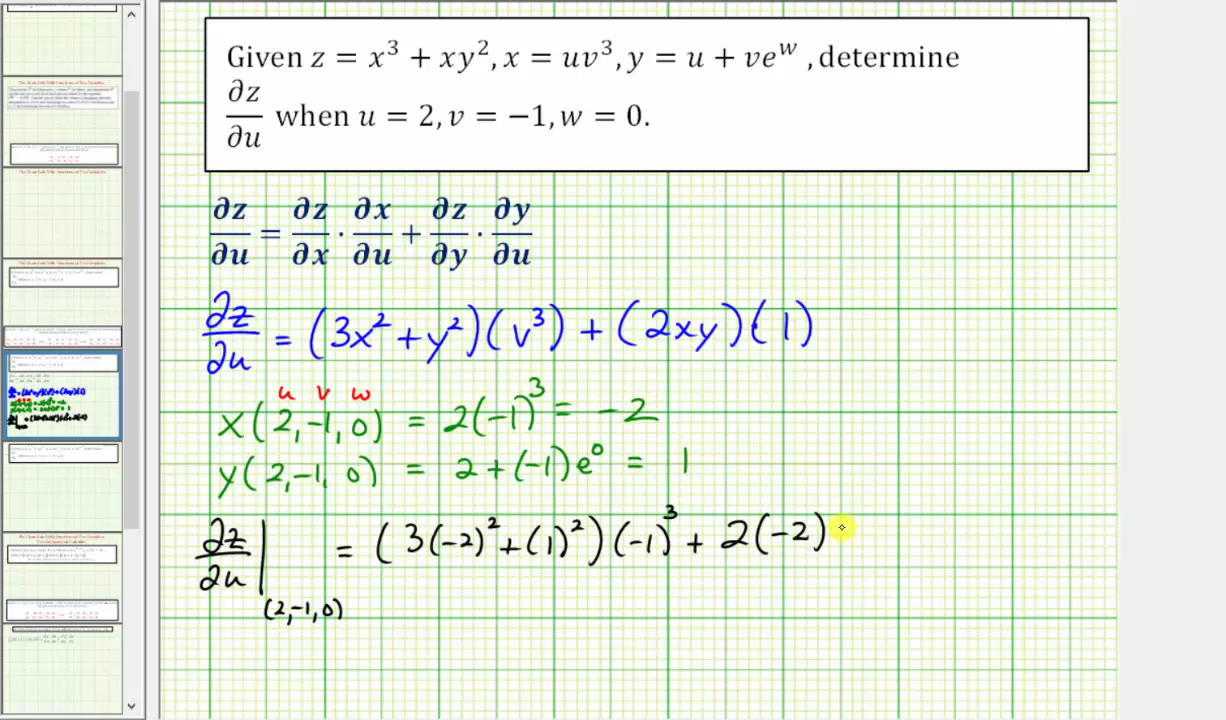 Given z = x³ + xy², x = uv³, y = u + veʷ , determine
∂z/∂u when u = 2, v = −1, w = 0.
∂z/∂u = ∂z/∂x · ∂x/∂u + ∂z/∂y · ∂y/∂u
∂z/∂u = (3x² + y²)(v³) + (2xy)(1)
u v w
x(2, −1, 0) = 2(−1)³ = −2
y(2, −1, 0) = 2 + (−1)e⁰ = 1
∂z/∂u |(2, −1, 0) = (3(−2)² + (1)²)(−1)³ + 2(−2)